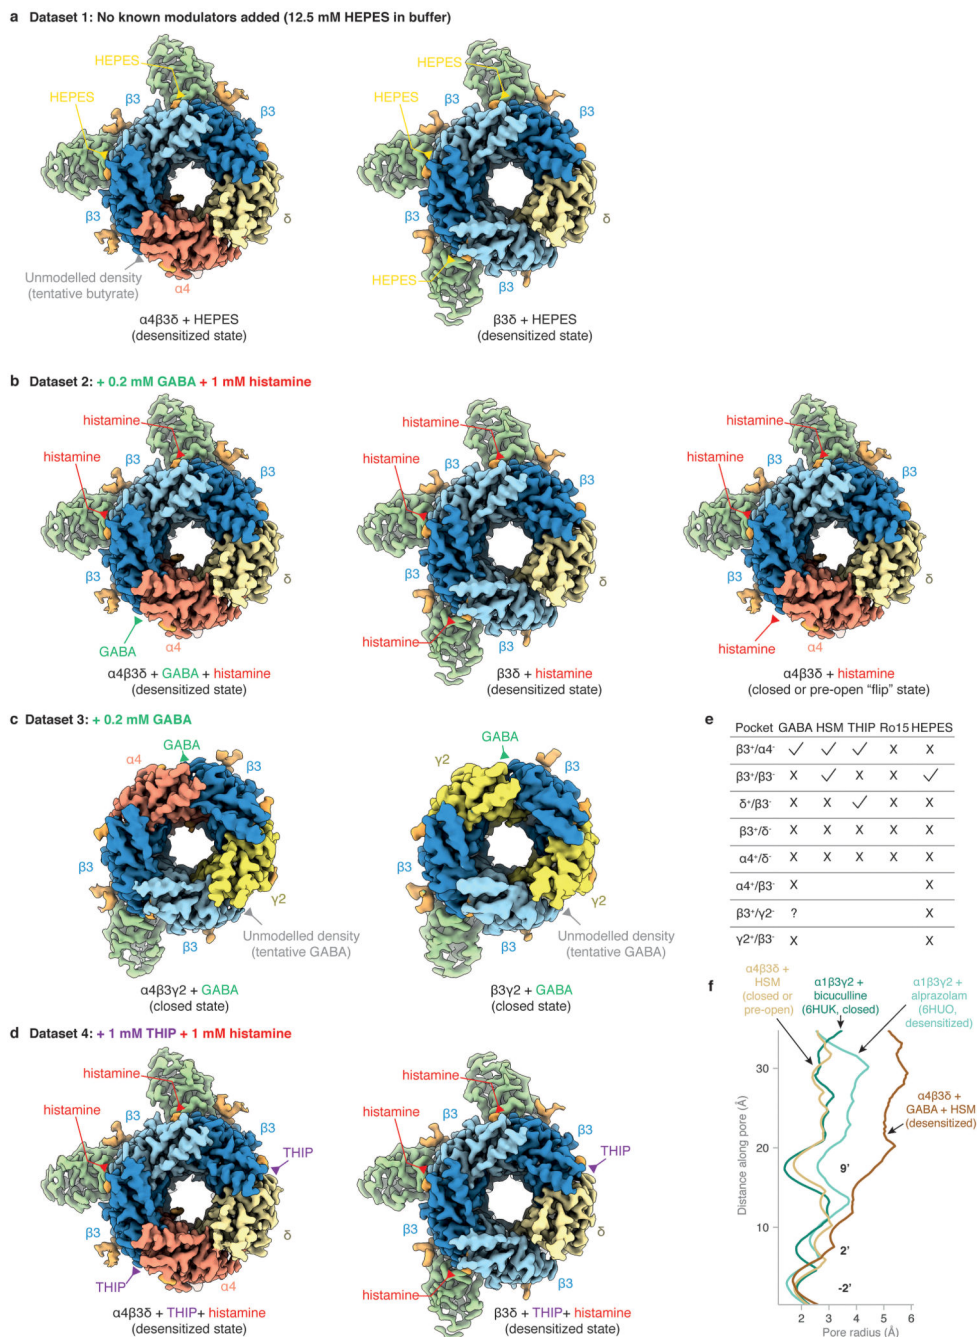 a Dataset 1: No known modulators added (12.5 mM HEPES in buffer)
HEPES
HEPES
β3
β3
β3
δ
Unmodelled density
(tentative butyrate)
α4
α4β3δ + HEPES
(desensitized state)
HEPES
HEPES
β3
β3
β3
δ
HEPES
β3
β3δ + HEPES
(desensitized state)
b Dataset 2: + 0.2 mM GABA + 1 mM histamine
histamine
histamine
β3
β3
β3
δ
GABA
α4
α4β3δ + GABA + histamine
(desensitized state)
histamine
histamine
β3
β3
β3
δ
histamine
β3
β3δ + histamine
(desensitized state)
histamine
histamine
β3
β3
β3
δ
histamine
α4
α4β3δ + histamine
(closed or pre-open "flip" state)
c Dataset 3: + 0.2 mM GABA
GABA
α4
β3
β3
γ2
β3
Unmodelled density
(tentative GABA)
α4β3γ2 + GABA
(closed state)
GABA
γ2
β3
β3
γ2
β3
Unmodelled density
(tentative GABA)
β3γ2 + GABA
(closed state)
d Dataset 4: + 1 mM THIP + 1 mM histamine
histamine
histamine
β3
β3
THIP
β3
δ
THIP
α4
α4β3δ + THIP+ histamine
(desensitized state)
histamine
histamine
β3
β3
THIP
β3
δ
histamine
β3
β3δ + THIP+ histamine
(desensitized state)
e
Pocket GABA HSM THIP Ro15 HEPES
β3⁺/α4⁻ ✓ ✓ ✓ X X
β3⁺/β3⁻ X ✓ X X ✓
δ⁺/β3⁻ X X ✓ X X
β3⁺/δ⁻ X X X X X
α4⁺/δ⁻ X X X X X
α4⁺/β3⁻ X X
β3⁺/γ2⁻ ? X
γ2⁺/β3⁻ X X
f
α4β3δ +
HSM
(closed or
pre-open)
α1β3γ2 +
bicuculline
(6HUK, closed)
α1β3γ2 +
alprazolam
(6HUO,
desensitized)
α4β3δ +
GABA + HSM
(desensitized)
9'
2'
-2'
Distance along pore (Å)
30
20
10
2 3 4 5 6
Pore radius (Å)